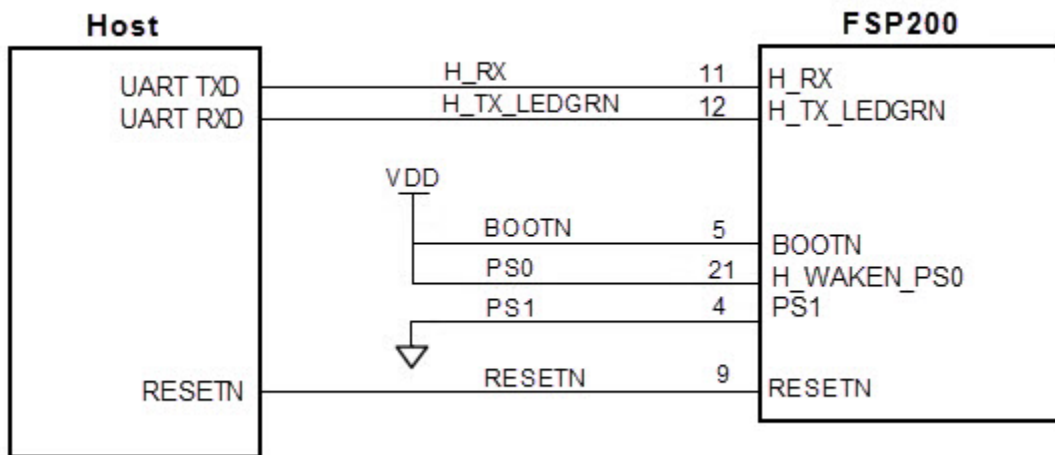 Host
FSP200
UART TXD
H_RX
11
H_RX
UART RXD
H_TX_LEDGRN
12
H_TX_LEDGRN
VDD
BOOTN
5
BOOTN
PS0
21
H_WAKEN_PS0
PS1
4
PS1
RESETN
RESETN
9
RESETN